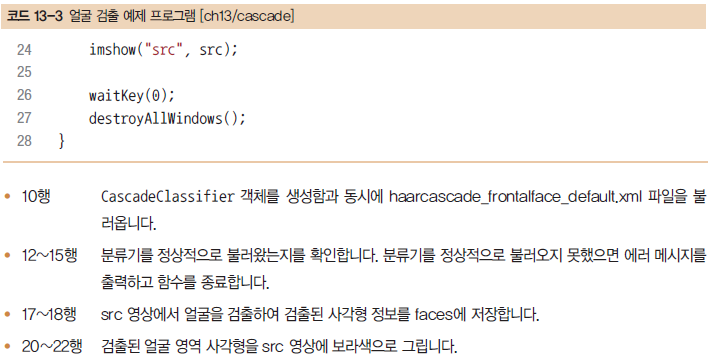 코드 13-3 얼굴 검출 예제 프로그램 [ch13/cascade]
24 imshow("src", src);
25
26 waitKey(0);
27 destroyAllWindows();
28 }
• 10행 CascadeClassifier 객체를 생성함과 동시에 haarcascade_frontalface_default.xml 파일을 불
러옵니다.
• 12~15행 분류기를 정상적으로 불러왔는지를 확인합니다. 분류기를 정상적으로 불러오지 못했으면 에러 메시지를
출력하고 함수를 종료합니다.
• 17~18행 src 영상에서 얼굴을 검출하여 검출된 사각형 정보를 faces에 저장합니다.
• 20~22행 검출된 얼굴 영역 사각형을 src 영상에 보라색으로 그립니다.